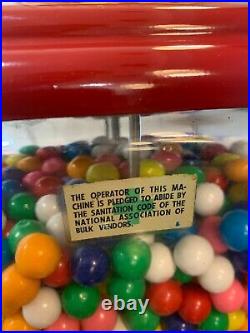 THE OPERATOR OF THIS MA-
CHINE IS PLEDGED TO ABIDE BY
THE SANITATION CODE OF THE
NATIONAL ASSOCIATION OF
BULK VENDORS.